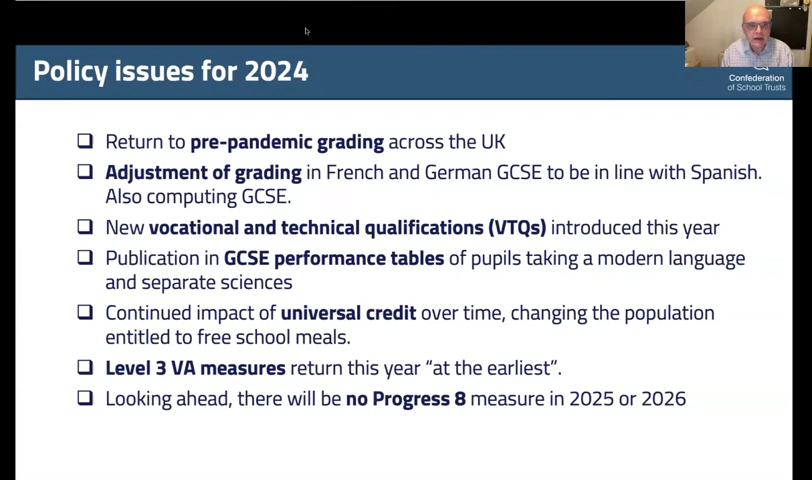 Policy issues for 2024
Confederation
of School Trusts
❑ Return to pre-pandemic grading across the UK
❑ Adjustment of grading in French and German GCSE to be in line with Spanish.
Also computing GCSE.
❑ New vocational and technical qualifications (VTQs) introduced this year
❑ Publication in GCSE performance tables of pupils taking a modern language
and separate sciences
❑ Continued impact of universal credit over time, changing the population
entitled to free school meals.
❑ Level 3 VA measures return this year “at the earliest”.
❑ Looking ahead, there will be no Progress 8 measure in 2025 or 2026